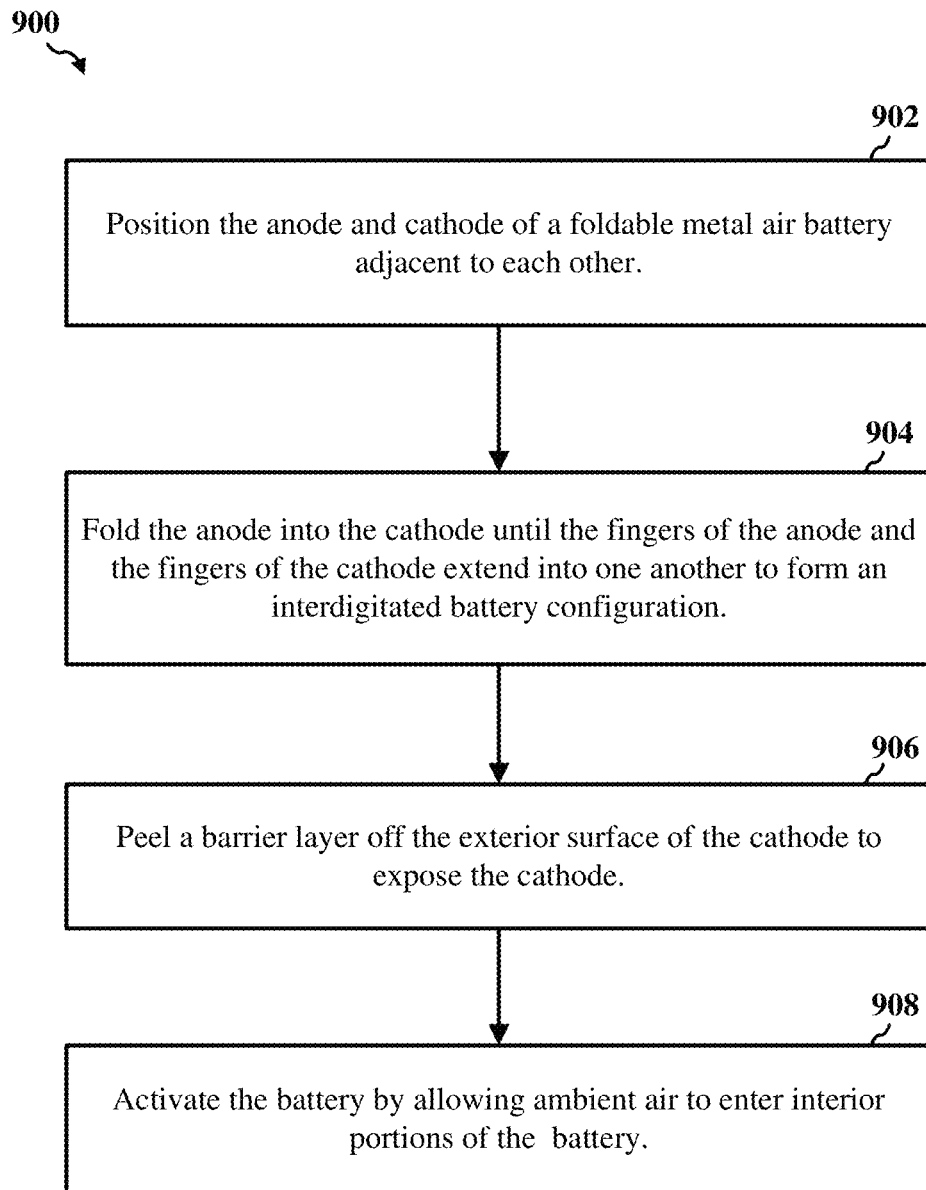 900
902
Position the anode and cathode of a foldable metal air battery
adjacent to each other.
904
Fold the anode into the cathode until the fingers of the anode and
the fingers of the cathode extend into one another to form an
interdigitated battery configuration.
906
Peel a barrier layer off the exterior surface of the cathode to
expose the cathode.
908
Activate the battery by allowing ambient air to enter interior
portions of the battery.